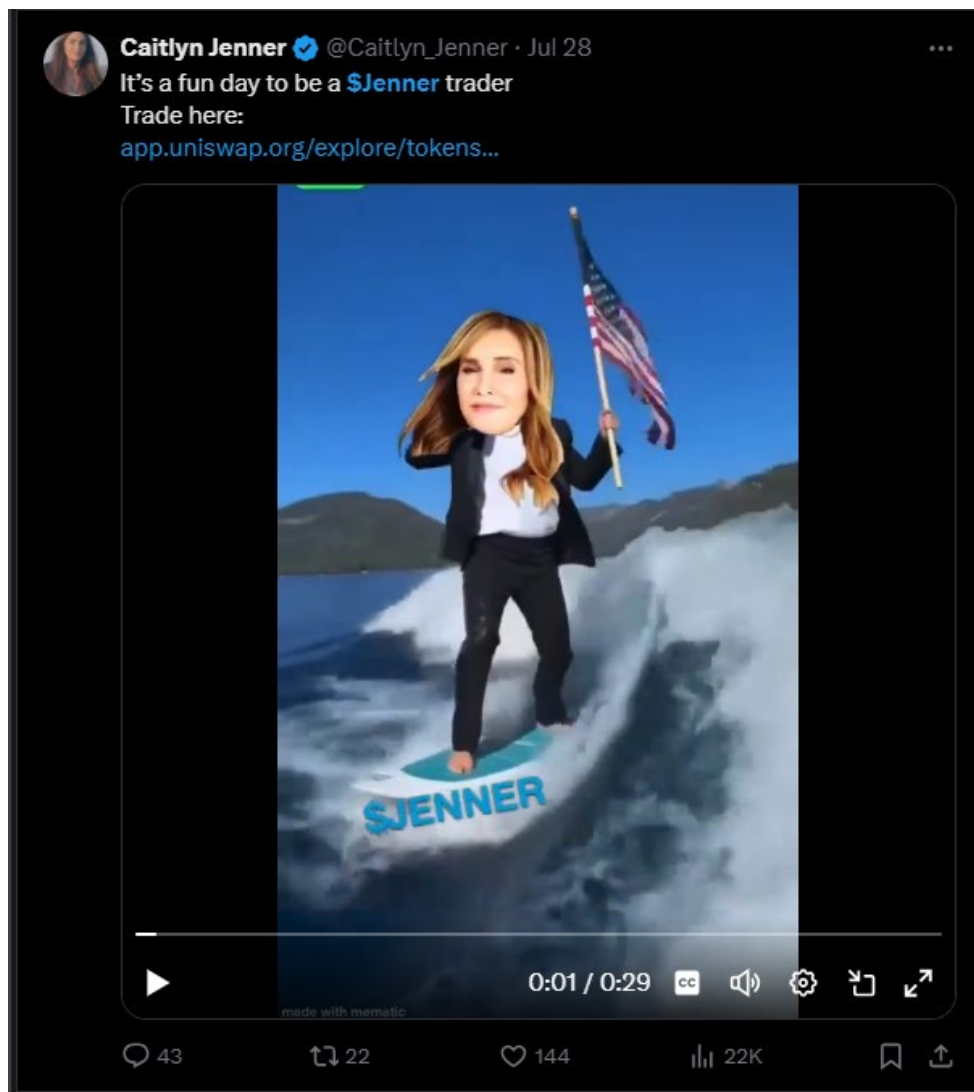 Caitlyn Jenner @Caitlyn_Jenner · Jul 28
It’s a fun day to be a $Jenner trader
Trade here:
app.uniswap.org/explore/tokens...
$JENNER
0:01 / 0:29 CC
made with mematic
43 22 144 22K